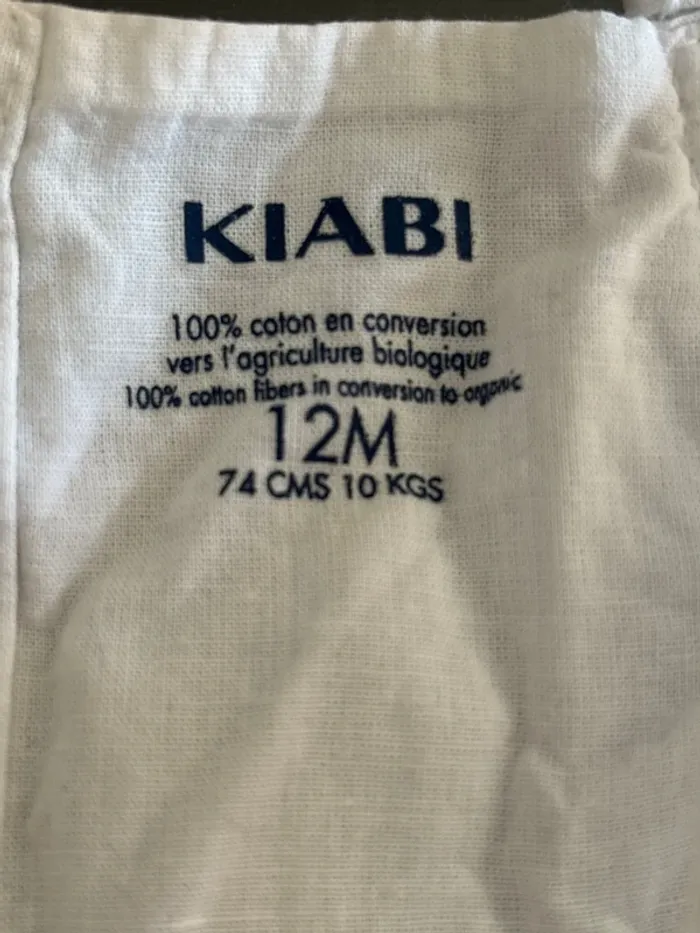 KIABI
100% coton en conversion
vers l'agriculture biologique
100% cotton fibers in conversion to organic
12M
74 CMS 10 KGS